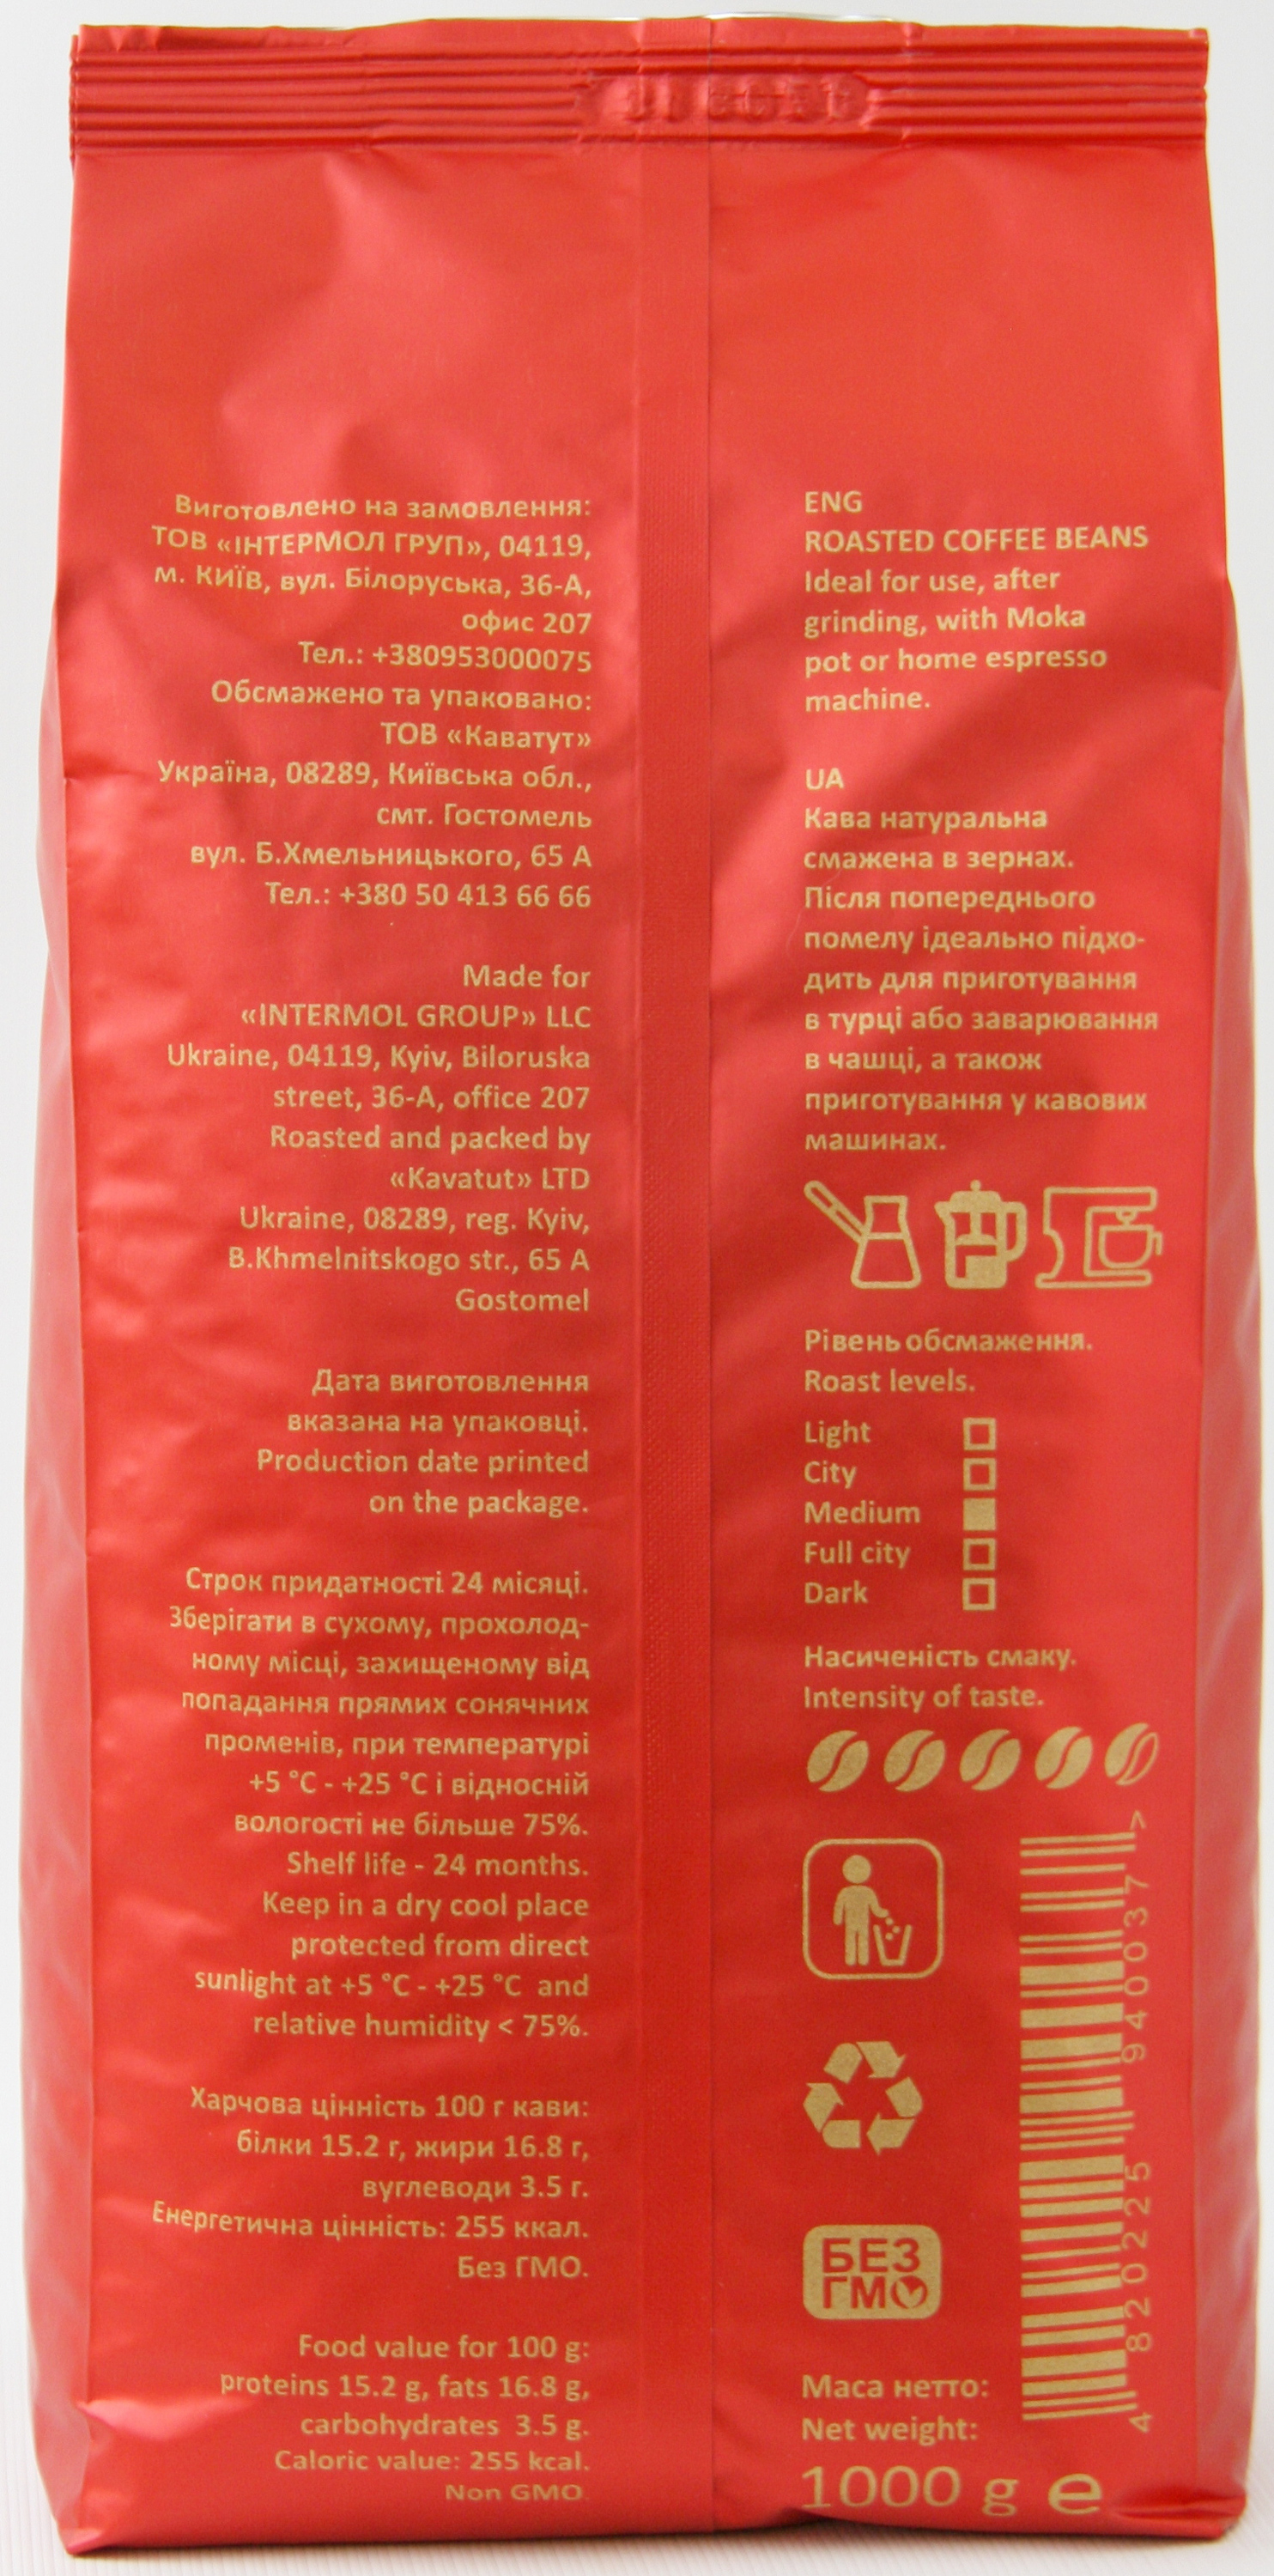 Виготовлено на замовлення:
ТОВ «ІНТЕРМОЛ ГРУП», 04119,
м. КИЇВ, вул. Білоруська, 36-А,
офис 207
Тел.: +380953000075
Обсмажено та упаковано:
ТОВ «Каватут»
Україна, 08289, Київська обл.,
смт. Гостомель
вул. Б.Хмельницького, 65 А
Тел.: +380 50 413 66 66
Made for
«INTERMOL GROUP» LLC
Ukraine, 04119, Kyiv, Biloruska
street, 36-A, office 207
Roasted and packed by
«Kavatut» LTD
Ukraine, 08289, reg. Kyiv,
B.Khmelnitskogo str., 65 A
Gostomel
Дата виготовлення
вказана на упаковці.
Production date printed
on the package.
Строк придатності 24 місяці.
Зберігати в сухому, прохолод-
ному місці, захищеному від
попадання прямих сонячних
променів, при температурі
+5 °C - +25 °C і відносній
вологості не більше 75%.
Shelf life - 24 months.
Keep in a dry cool place
protected from direct
sunlight at +5 °C - +25 °C and
relative humidity < 75%.
Харчова цінність 100 г кави:
білки 15.2 г, жири 16.8 г,
вуглеводи 3.5 г.
Енергетична цінність: 255 ккал.
Без ГМО.
Food value for 100 g:
proteins 15.2 g, fats 16.8 g,
carbohydrates 3.5 g.
Caloric value: 255 kcal.
Non GMO.
ENG
ROASTED COFFEE BEANS
Ideal for use, after
grinding, with Moka
pot or home espresso
machine.
UA
Кава натуральна
смажена в зернах.
Після попереднього
помелу ідеально підхо-
дить для приготування
в турці або заварювання
в чашці, а також
приготування у кавових
машинах.
Рівень обсмаження.
Roast levels.
Light
City
Medium
Full city
Dark
Насиченість смаку.
Intensity of taste.
4 820225 940037 >
БЕЗ
ГМО
Маса нетто:
Net weight:
1000 g e